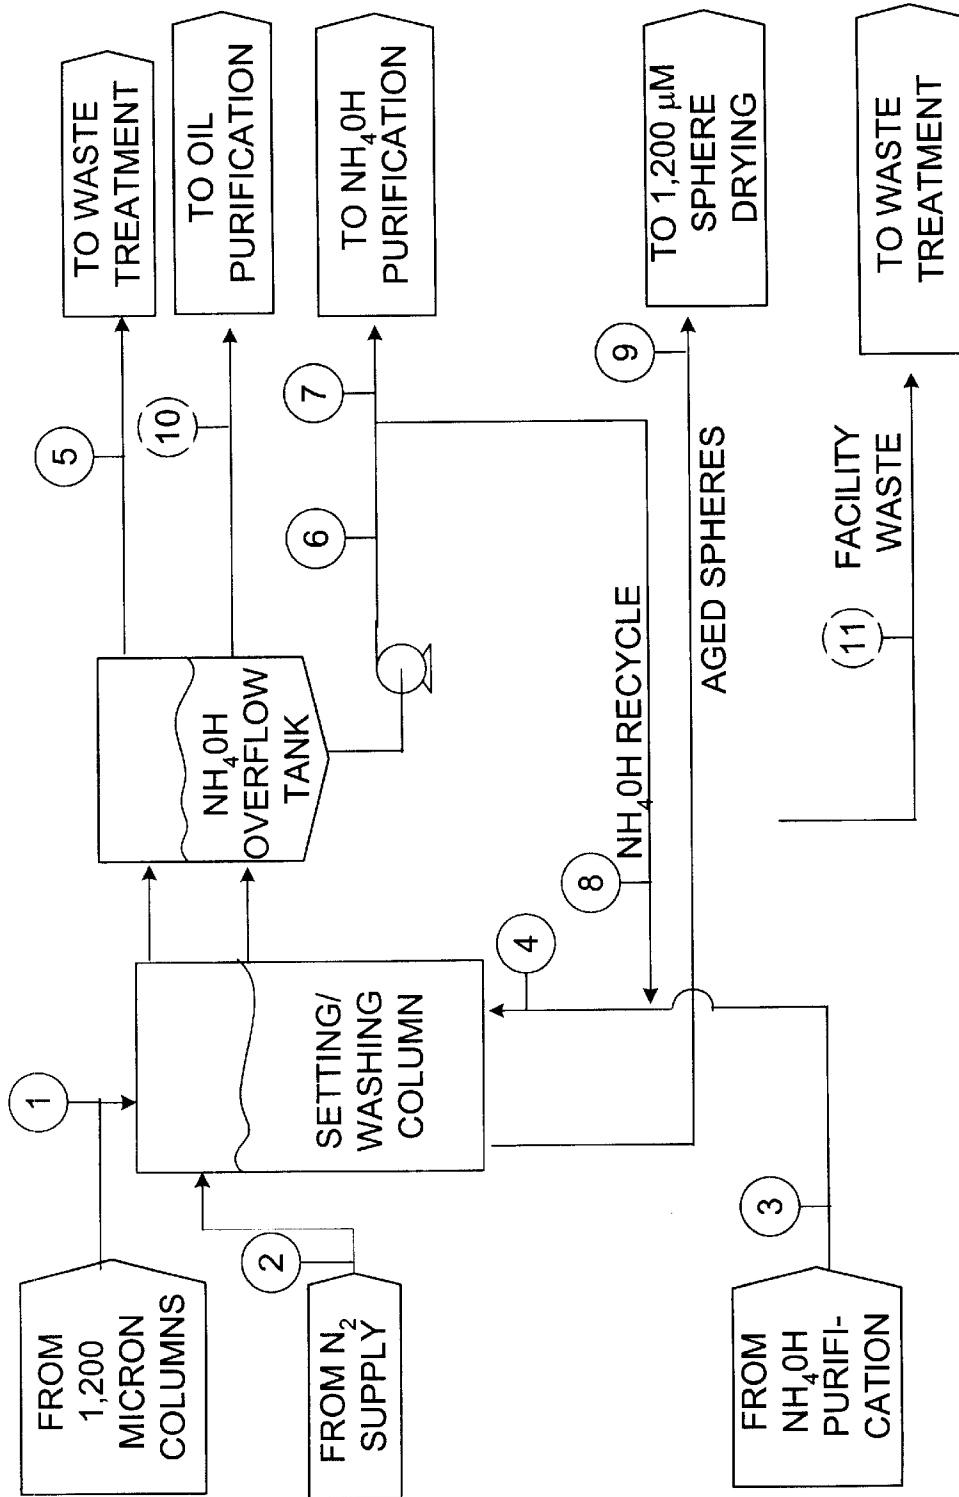 FROM
1,200
MICRON
COLUMNS
1
FROM N2
SUPPLY
2
FROM
NH40H
PURIFI-
CATION
3
SETTING/
WASHING
COLUMN
4
NH40H
OVERFLOW
TANK
5
TO WASTE
TREATMENT
10
TO OIL
PURIFICATION
6
7
TO NH40H
PURIFICATION
8
NH40H RECYCLE
9
AGED SPHERES
TO 1,200 μM
SPHERE
DRYING
11
FACILITY
WASTE
TO WASTE
TREATMENT